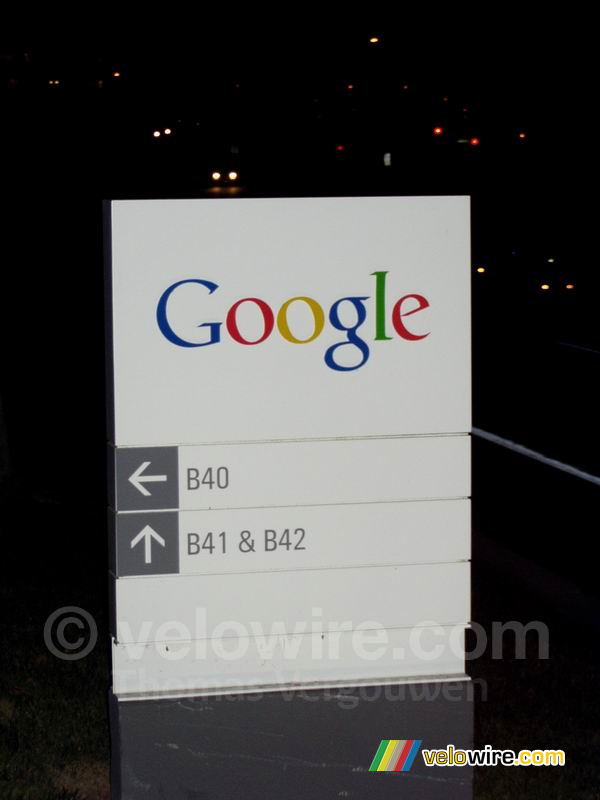 Google
← B40
↑ B41 & B42
© velowire.com
Thomas Vergouwen
velowire.com